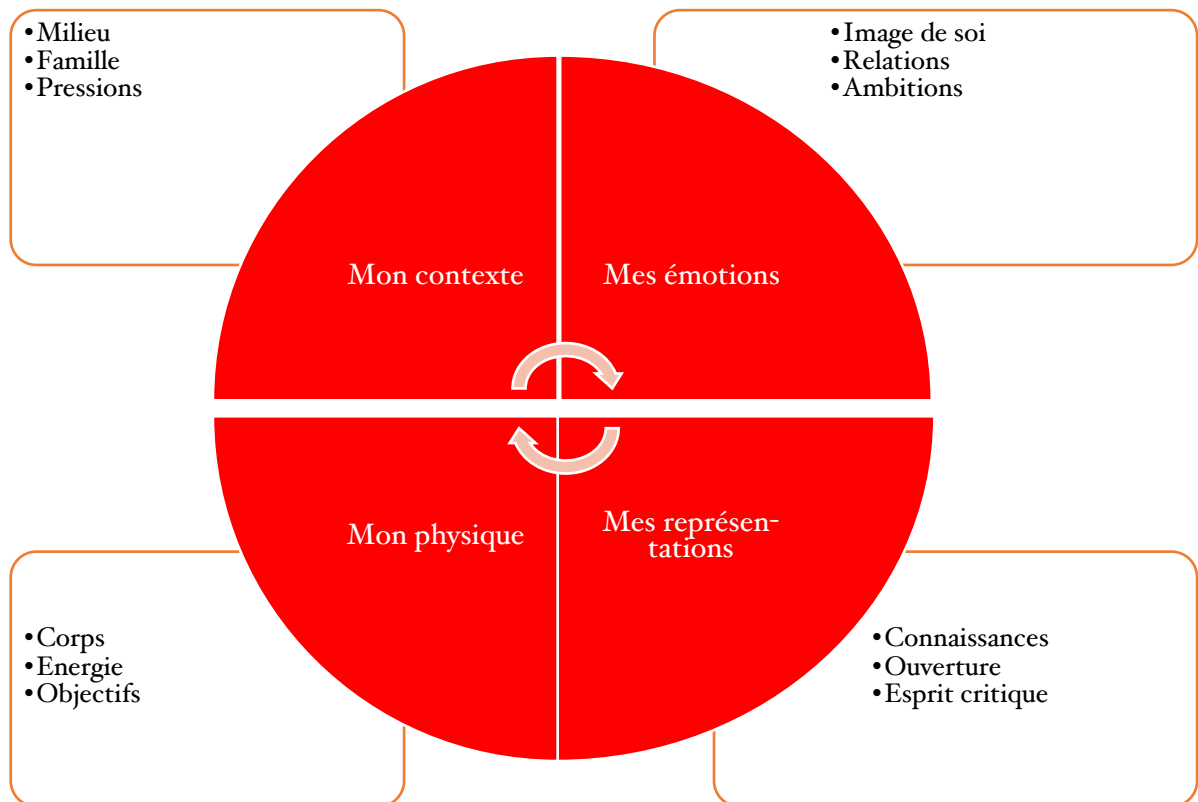 •Milieu
•Famille
•Pressions
•Image de soi
•Relations
•Ambitions
Mon contexte
Mes émotions
Mon physique
Mes représen-
tations
•Corps
•Energie
•Objectifs
•Connaissances
•Ouverture
•Esprit critique